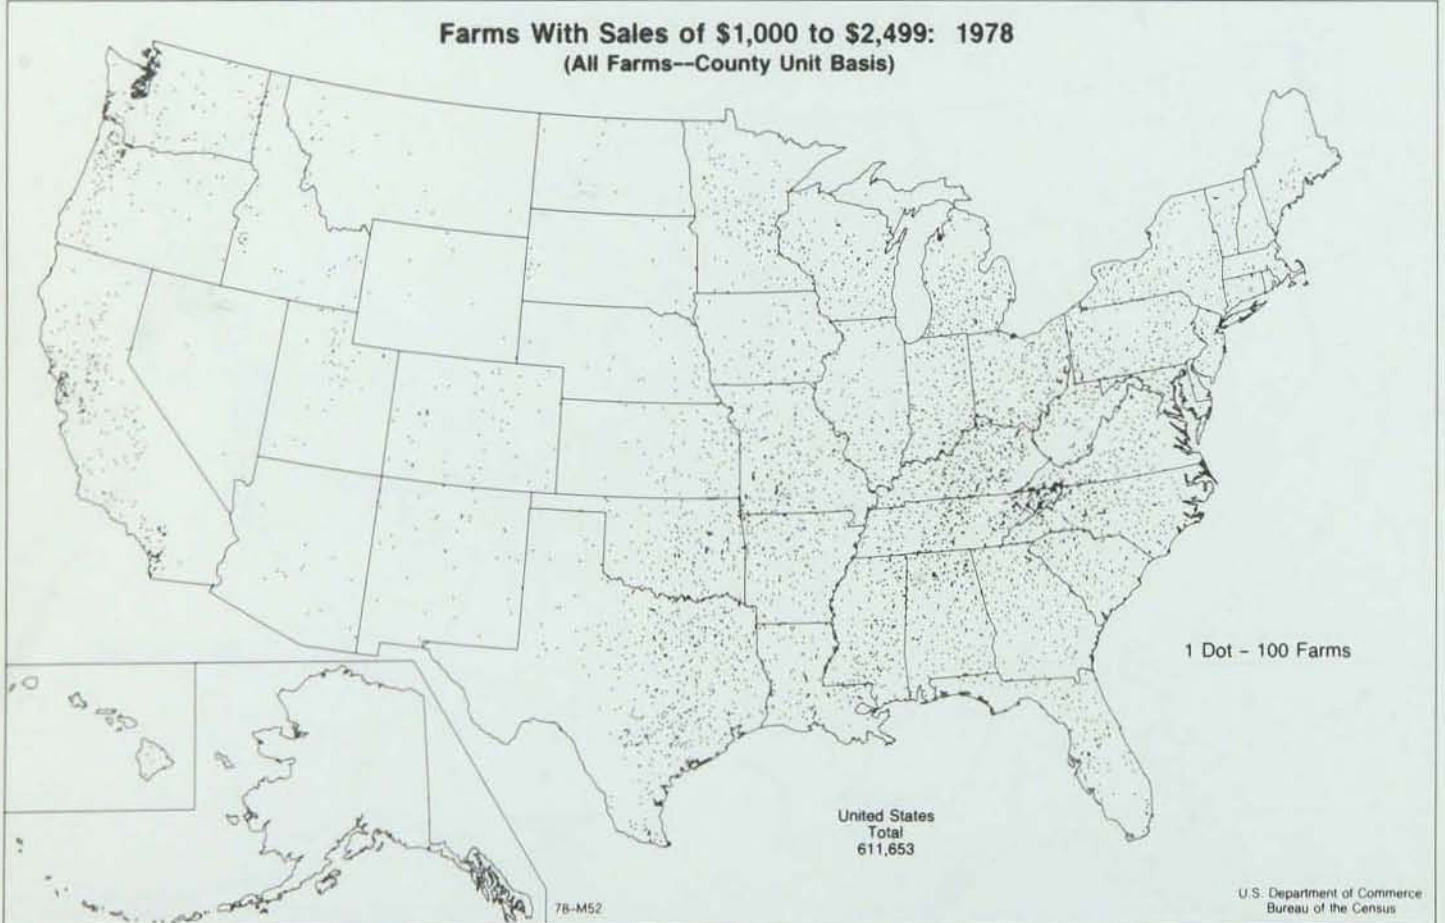 Farms With Sales of $1,000 to $2,499: 1978
(All Farms--County Unit Basis)
1 Dot - 100 Farms
United States
Total
611,653
78-M52
U.S. Department of Commerce
Bureau of the Census